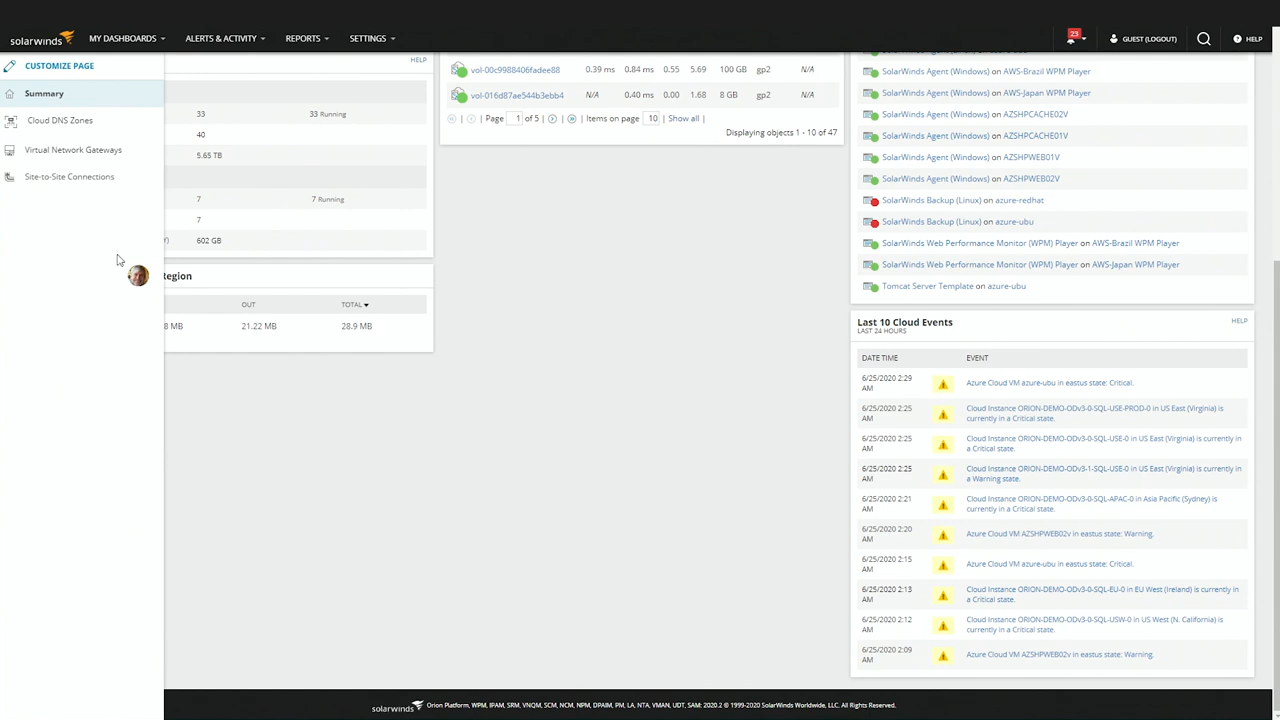 solarwinds MY DASHBOARDS ALERTS & ACTIVITY REPORTS SETTINGS 23 GUEST (LOGOUT) HELP
CUSTOMIZE PAGE
Summary
Cloud DNS Zones
Virtual Network Gateways
Site-to-Site Connections
HELP
33 33 Running
40
5.65 TB
7 7 Running
7
602 GB
Region
OUT TOTAL
8 MB 21.22 MB 28.9 MB
vol-00c9988406fadee88 0.39 ms 0.84 ms 0.55 5.69 100 GB gp2 N/A
vol-016d87ae544b3ebb4 N/A 0.40 ms 0.00 1.68 8 GB gp2 N/A
Page 1 of 5 Items on page 10 Show all
Displaying objects 1 - 10 of 47
SolarWinds Agent (Windows) on AWS-Brazil WPM Player
SolarWinds Agent (Windows) on AWS-Japan WPM Player
SolarWinds Agent (Windows) on AZSHPCACHE02V
SolarWinds Agent (Windows) on AZSHPCACHE01V
SolarWinds Agent (Windows) on AZSHPWEB01V
SolarWinds Agent (Windows) on AZSHPWEB02V
SolarWinds Backup (Linux) on azure-redhat
SolarWinds Backup (Linux) on azure-ubu
SolarWinds Web Performance Monitor (WPM) Player on AWS-Brazil WPM Player
SolarWinds Web Performance Monitor (WPM) Player on AWS-Japan WPM Player
Tomcat Server Template on azure-ubu
Last 10 Cloud Events HELP
LAST 24 HOURS
DATE TIME EVENT
6/25/2020 2:29 AM Azure Cloud VM azure-ubu in eastus state: Critical.
6/25/2020 2:25 AM Cloud Instance ORION-DEMO-ODv3-0-SQL-USE-PROD-0 in US East (Virginia) is
currently in a Critical state.
6/25/2020 2:25 AM Cloud Instance ORION-DEMO-ODv3-0-SQL-USE-0 in US East (Virginia) is currently in
a Critical state.
6/25/2020 2:25 AM Cloud Instance ORION-DEMO-ODv3-1-SQL-USE-0 in US East (Virginia) is currently in
a Warning state.
6/25/2020 2:21 AM Cloud Instance ORION-DEMO-ODv3-0-SQL-APAC-0 in Asia Pacific (Sydney) is
currently in a Critical state.
6/25/2020 2:20 AM Azure Cloud VM AZSHPWEB02v in eastus state: Warning.
6/25/2020 2:15 AM Azure Cloud VM azure-ubu in eastus state: Critical.
6/25/2020 2:13 AM Cloud Instance ORION-DEMO-ODv3-0-SQL-EU-0 in EU West (Ireland) is currently in
a Critical state.
6/25/2020 2:12 AM Cloud Instance ORION-DEMO-ODv3-0-SQL-USW-0 in US West (N. California) is
currently in a Critical state.
6/25/2020 2:09 AM Azure Cloud VM AZSHPWEB02v in eastus state: Warning.
solarwinds Orion Platform, WPM, IPAM, SRM, VNQM, SCM, NCM, NPM, DPAIM, PM, LA, NTA, VMAN, UDT, SAM: 2020.2 © 1999-2020 SolarWinds Worldwide, LLC. All Rights Reserved.